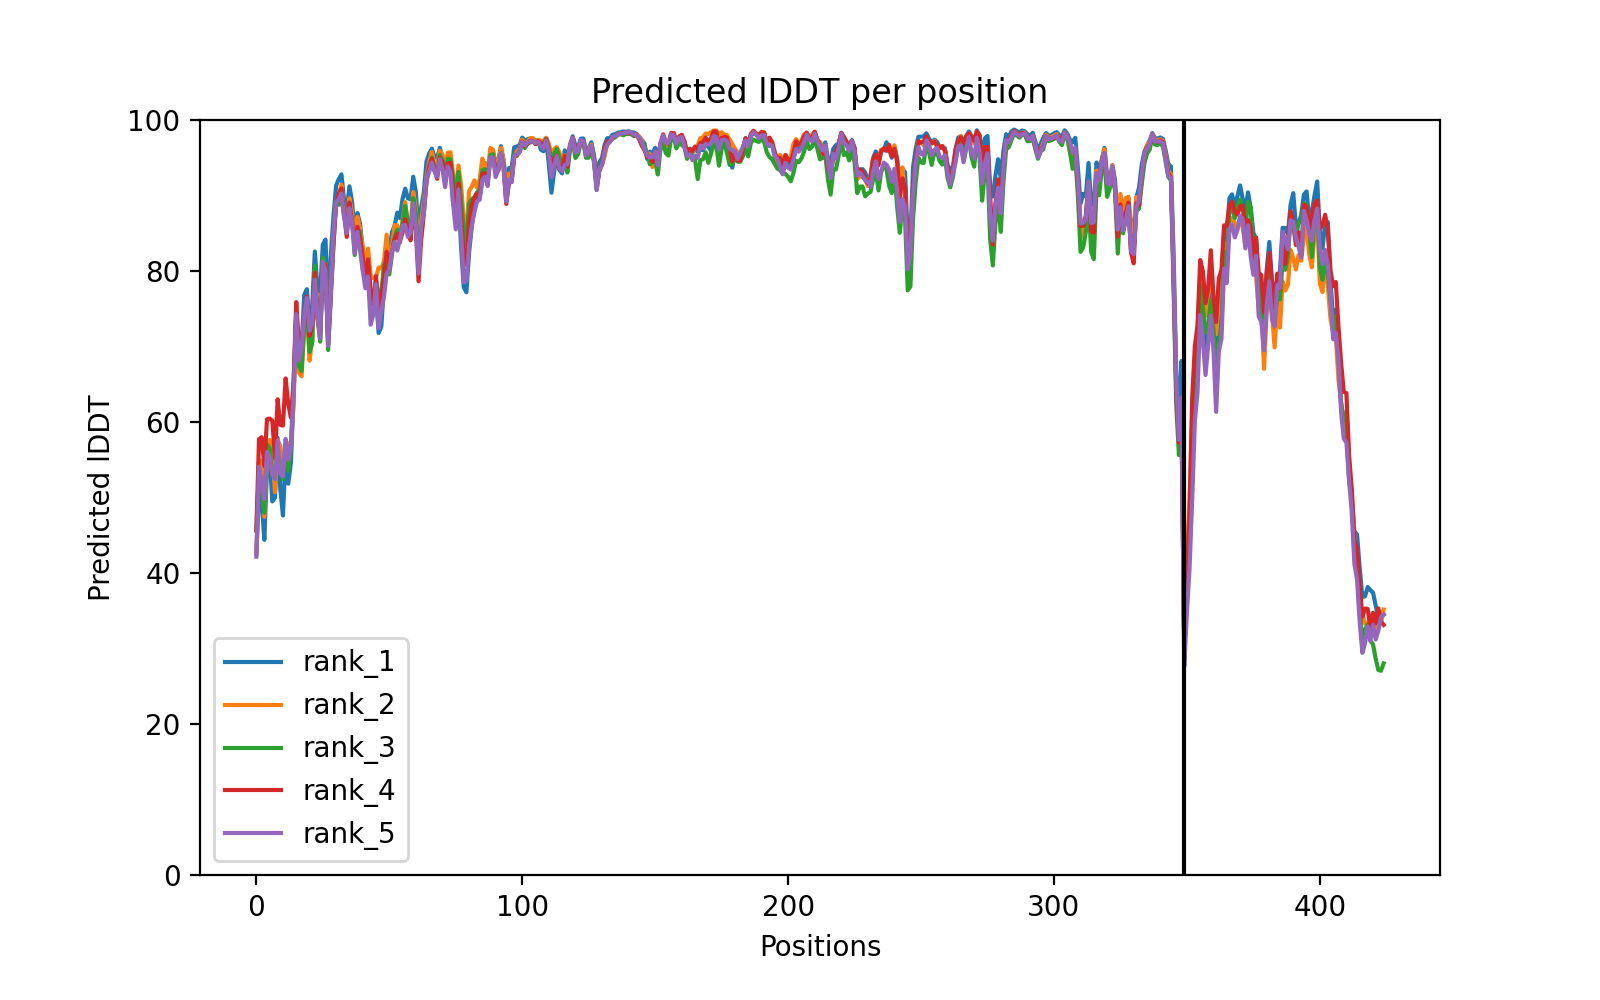 Predicted lDDT per position
100
80
60
40
20
0
Predicted lDDT
rank_1
rank_2
rank_3
rank_4
rank_5
0 100 200 300 400
Positions